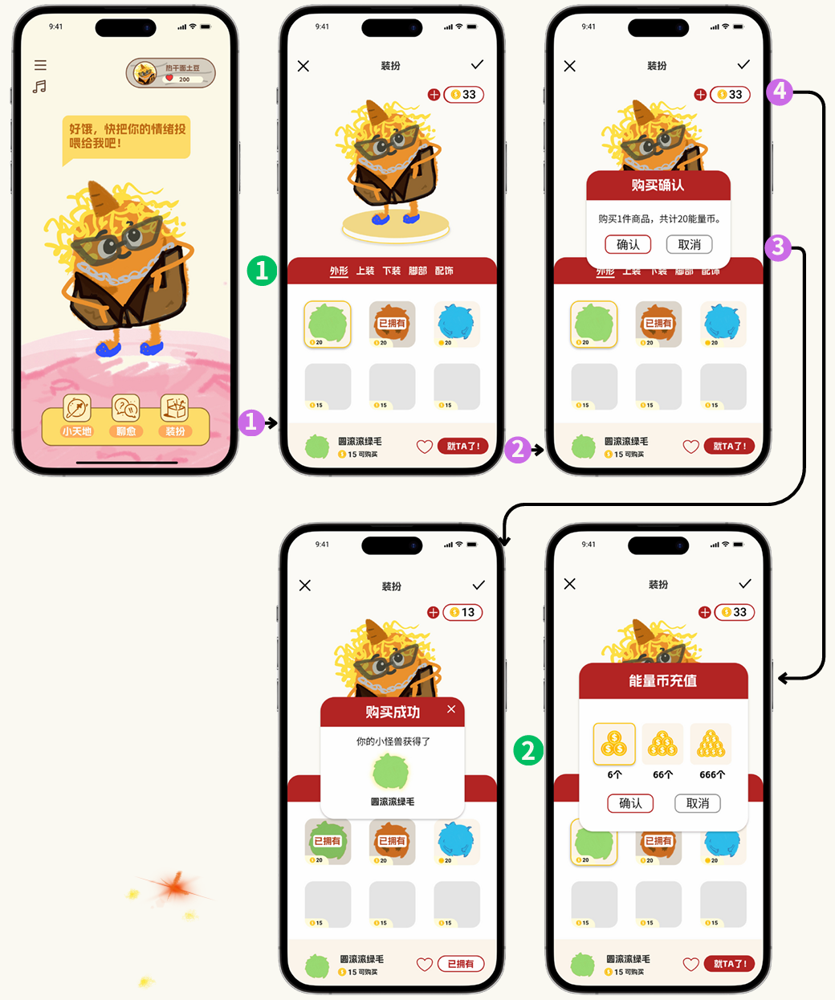 9:41
热干面土豆
200
好饿，快把你的情绪投
喂给我吧！
小天地
聊愈
装扮
1
9:41
装扮
33
1
外形 上装 下装 脚部 配饰
已拥有
20
20
20
15
15
15
圆滚滚绿毛
15 可购买
就TA了！
2
9:41
装扮
33
4
购买确认
购买1件商品，共计20能量币。
确认 取消
3
外形 上装 下装 脚部 配饰
已拥有
20
20
20
15
15
15
圆滚滚绿毛
15 可购买
就TA了！
9:41
装扮
13
购买成功
你的小怪兽获得了
圆滚滚绿毛
已拥有
已拥有
20
20
20
15
15
15
圆滚滚绿毛
15 可购买
已拥有
2
9:41
装扮
33
能量币充值
6个
66个
666个
确认 取消
已拥有
20
20
20
15
15
15
圆滚滚绿毛
15 可购买
就TA了！